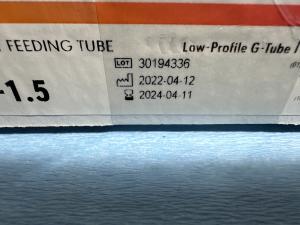 FEEDING TUBE
Low-Profile G-Tube /
LOT 30194336
2022-04-12
-1.5
2024-04-11